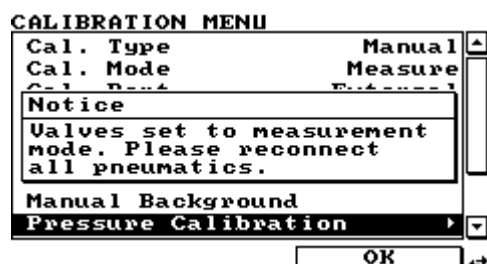 CALIBRATION MENU
Cal. Type Manual
Cal. Mode Measure
Notice
Valves set to measurement
mode. Please reconnect
all pneumatics.
Manual Background
Pressure Calibration
OK